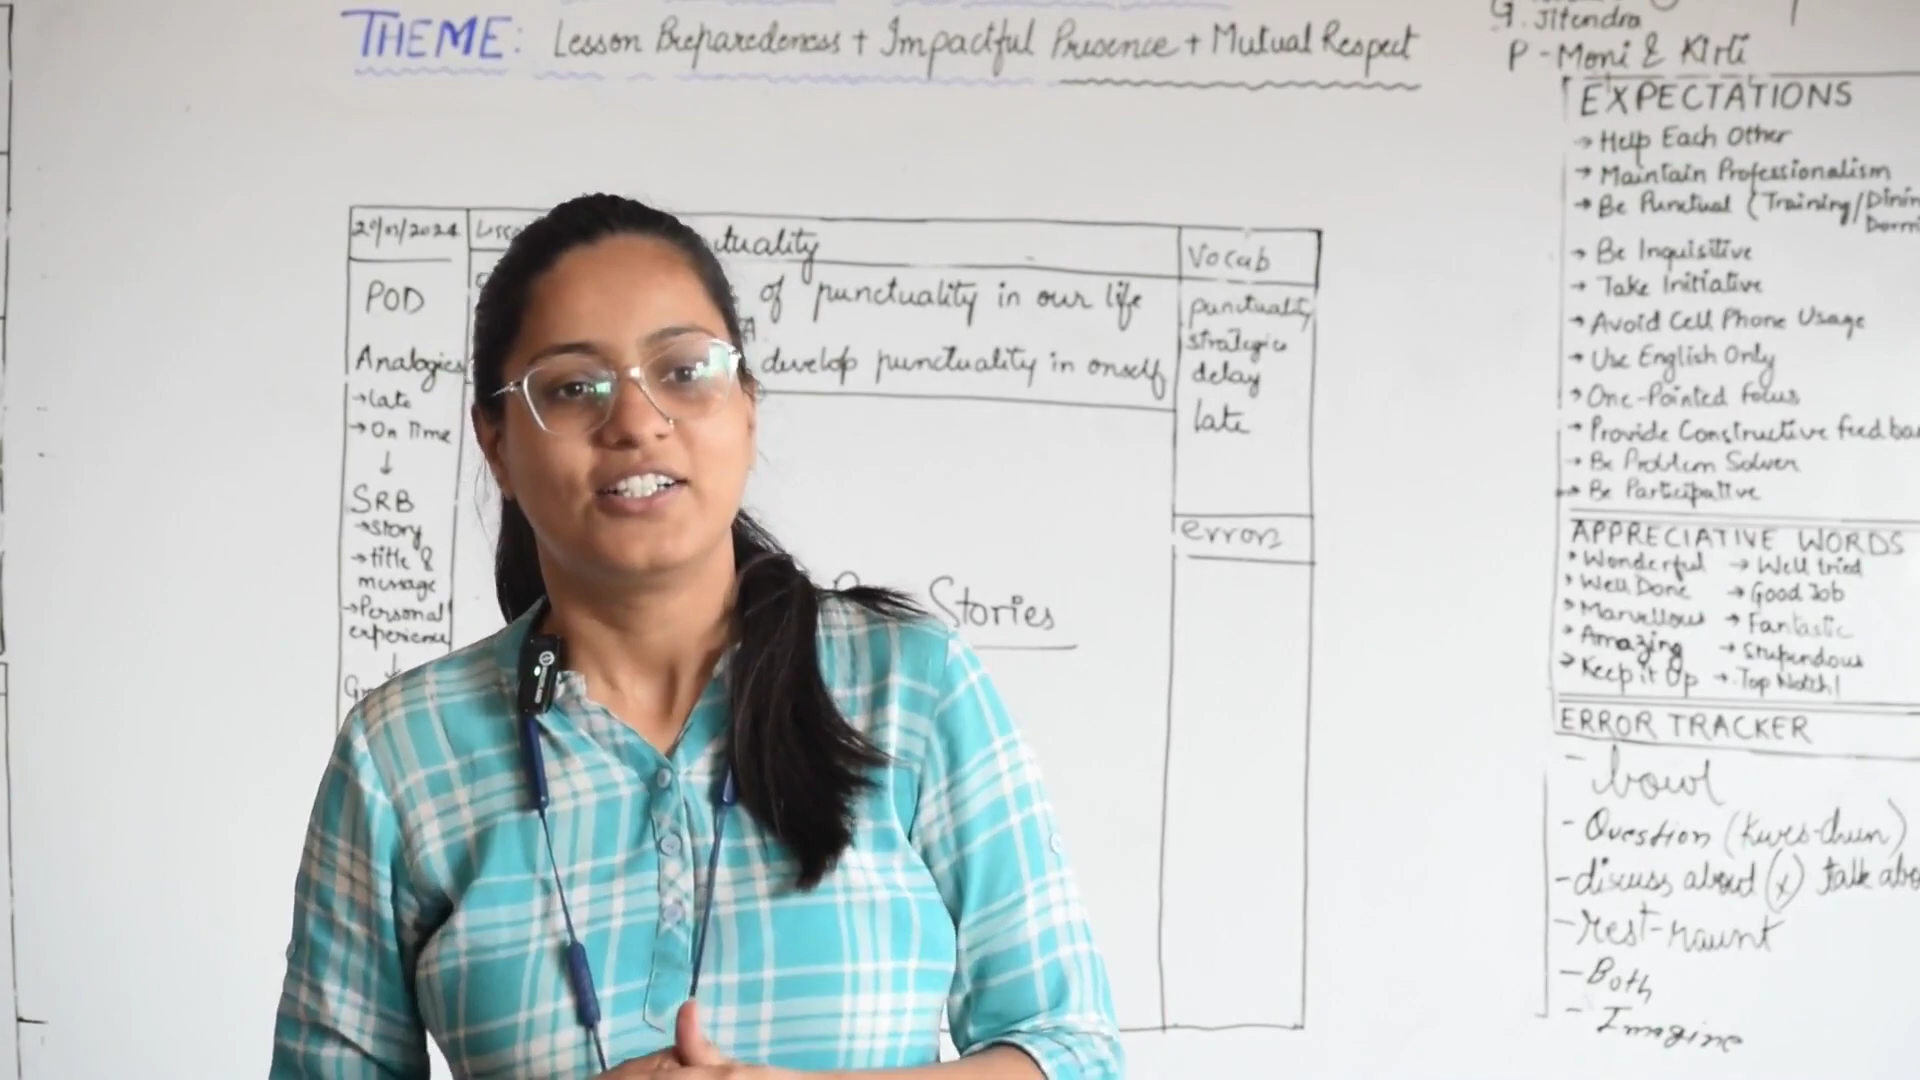 THEME: Lesson Preparedness + Impactful Presence + Mutual Respect
G. Jitendra
P - Moni & Kirti
EXPECTATIONS
→ Help Each Other
→ Maintain Professionalism
→ Be Punctual (Training/Dinin
Dormi
→ Be Inquisitive
→ Take Initiative
→ Avoid Cell Phone Usage
→ Use English Only
→ One-Pointed Focus
→ Provide Constructive feedba
→ Be Problem Solver
→ Be Participative
APPRECIATIVE WORDS
• Wonderful → Well tried
• Well Done → Good Job
• Marvellous → Fantastic
• Amazing → Stupendous
• Keep it Up → Top Notch!
ERROR TRACKER
- bowl
- Question (kwes-chun)
- discuss about (x) talk abo
- rest-raunt
- Both
- Imagine
tuality
Vocab
POD
Analogies
→ Late
→ On Time
↓
SRB
→ Story
→ title &
message
→ Personal
experience
↓
of punctuality in our life
develop punctuality in onself
punctuality
strategies
delay
late
error
Stories